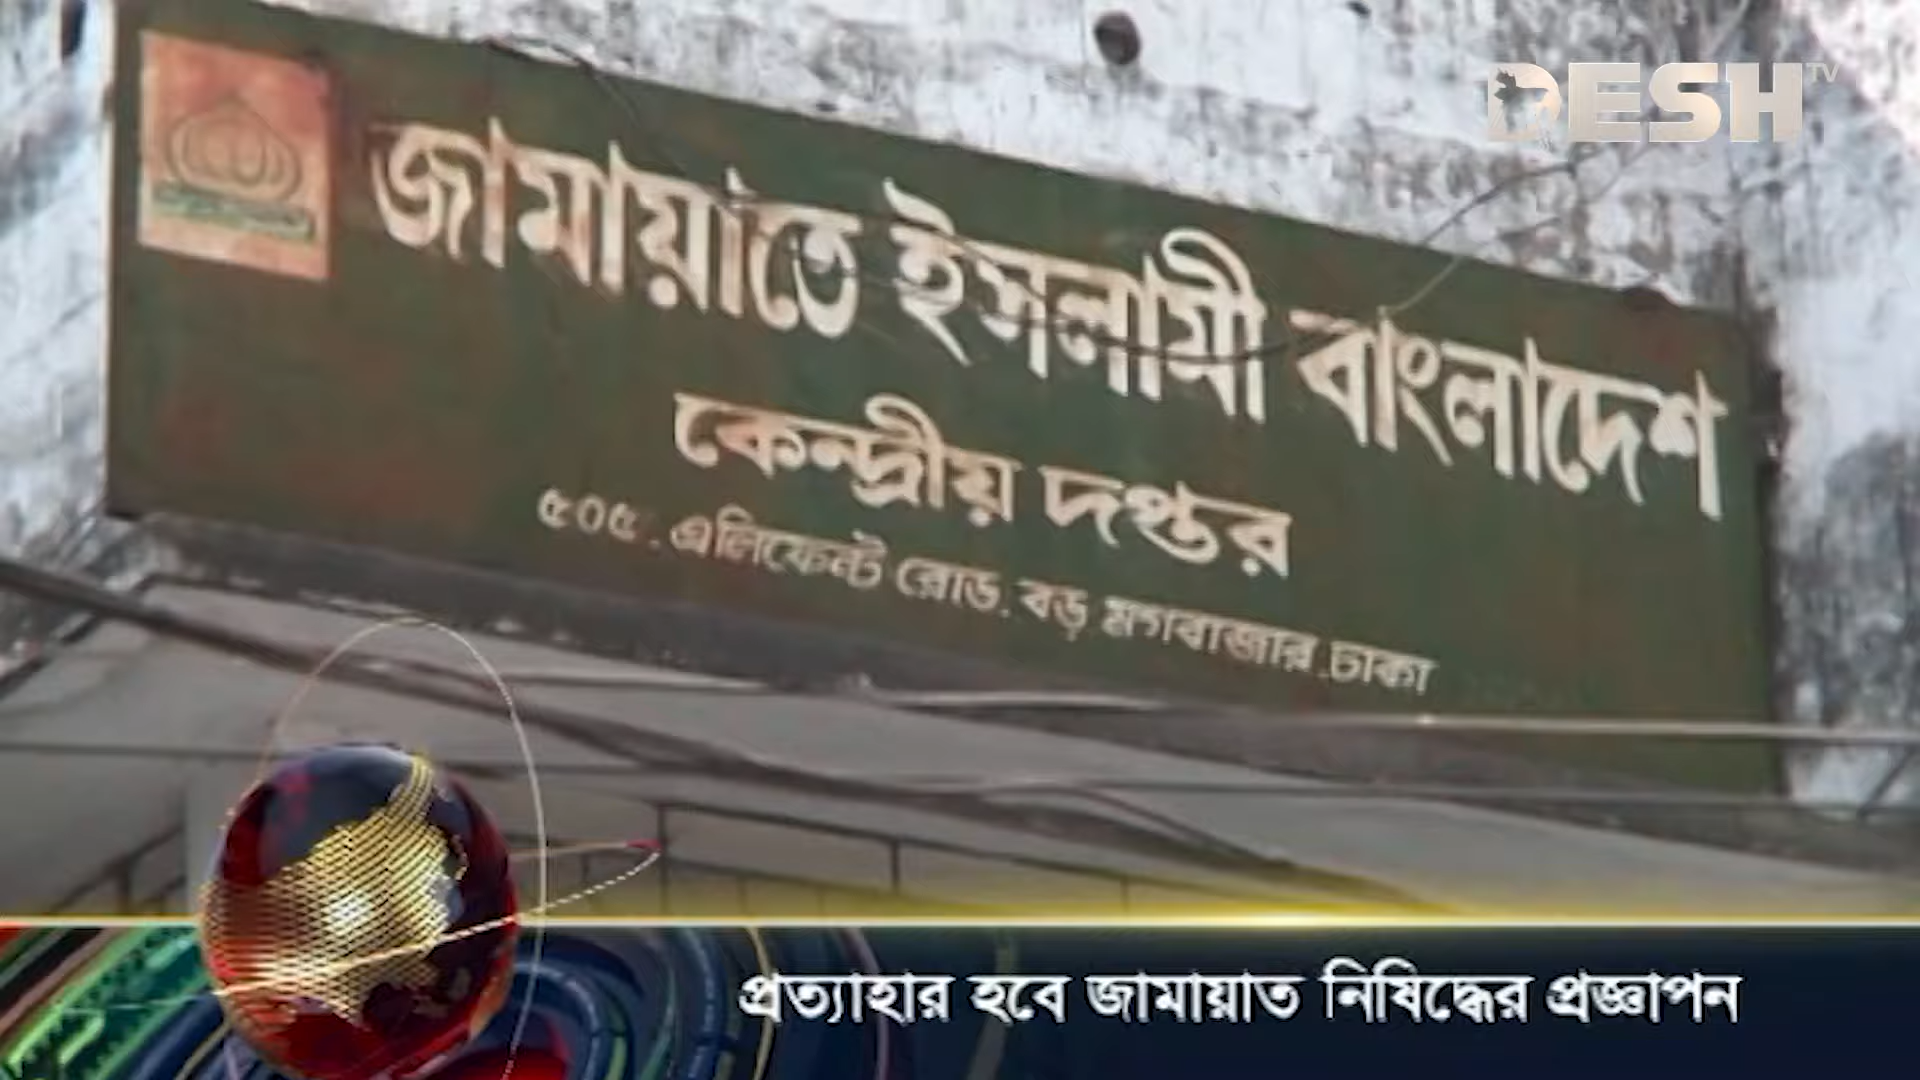 DESH TV
জামায়াতে ইসলামী বাংলাদেশ
কেন্দ্রীয় দপ্তর
৫০৫, এলিফেন্ট রোড, বড় মগবাজার, ঢাকা
প্রত্যাহার হবে জামায়াত নিষিদ্ধের প্রজ্ঞাপন